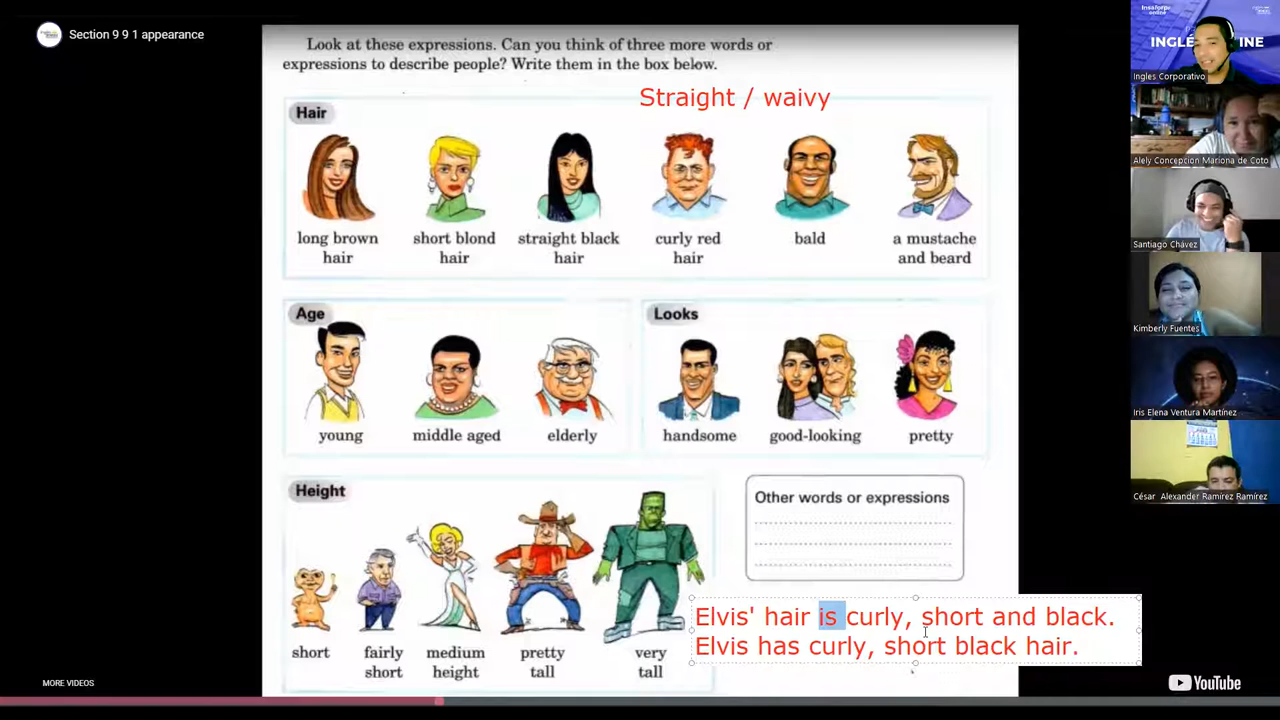 Section 9 9 1 appearance
Look at these expressions. Can you think of three more words or
expressions to describe people? Write them in the box below.
Straight / waivy
Hair
long brown
hair
short blond
hair
straight black
hair
curly red
hair
bald
a mustache
and beard
Age
young
middle aged
elderly
Looks
handsome
good-looking
pretty
Height
short
fairly
short
medium
height
pretty
tall
very
tall
Other words or expressions
Elvis' hair is curly, short and black.
Elvis has curly, short black hair.
MORE VIDEOS
YouTube
Insaforp
online
INGLÉ
INE
Ingles Corporativo
Alely Concepcion Mariona de Coto
Santiago Chávez
Kimberly Fuentes
Iris Elena Ventura Martínez
César Alexander Ramírez Ramírez